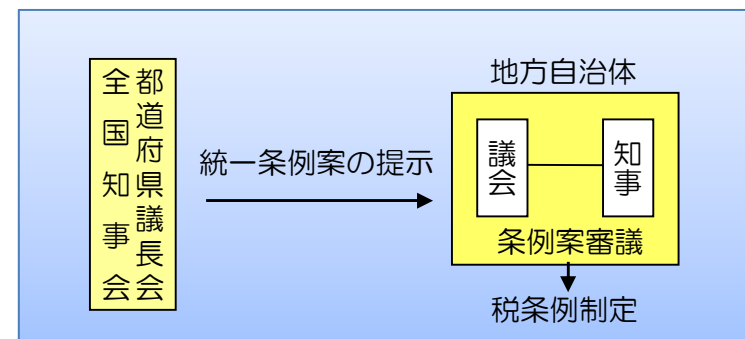 全国知事会
都道府県議長会
統一条例案の提示
地方自治体
議会
知事
条例案審議
税条例制定